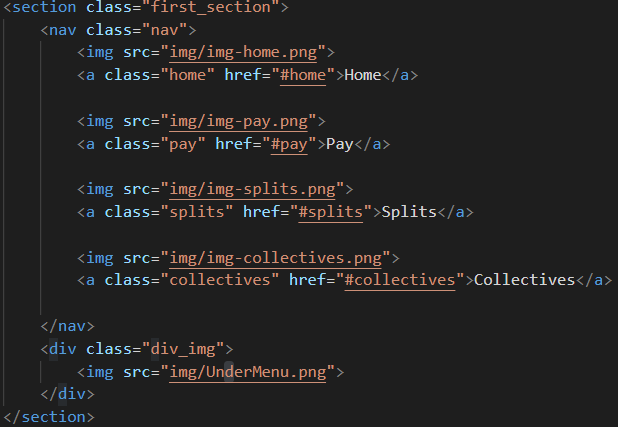 <section class="first_section">
<nav class="nav">
<img src="img/img-home.png">
<a class="home" href="#home">Home</a>
<img src="img/img-pay.png">
<a class="pay" href="#pay">Pay</a>
<img src="img/img-splits.png">
<a class="splits" href="#splits">Splits</a>
<img src="img/img-collectives.png">
<a class="collectives" href="#collectives">Collectives</a>
</nav>
<div class="div_img">
<img src="img/UnderMenu.png">
</div>
</section>